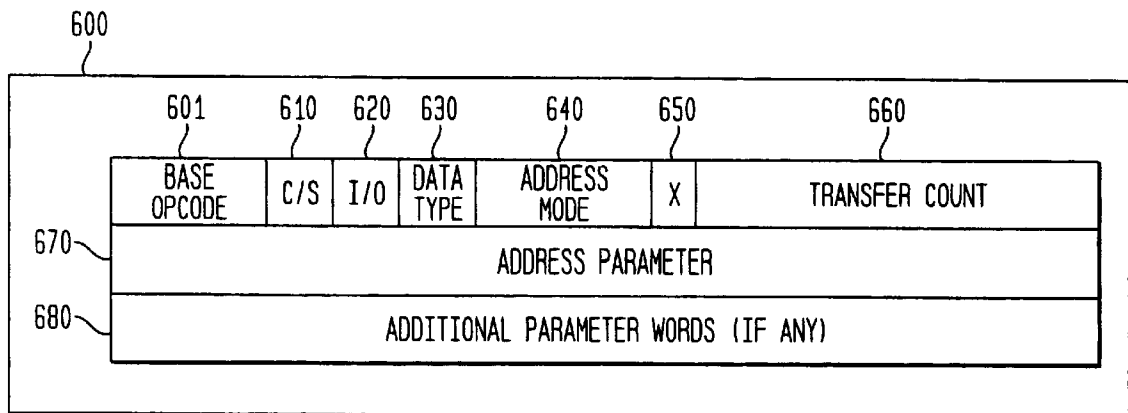 600
601 610 620 630 640 650 660
BASE OPCODE C/S I/O DATA TYPE ADDRESS MODE X TRANSFER COUNT
670 ADDRESS PARAMETER
680 ADDITIONAL PARAMETER WORDS (IF ANY)